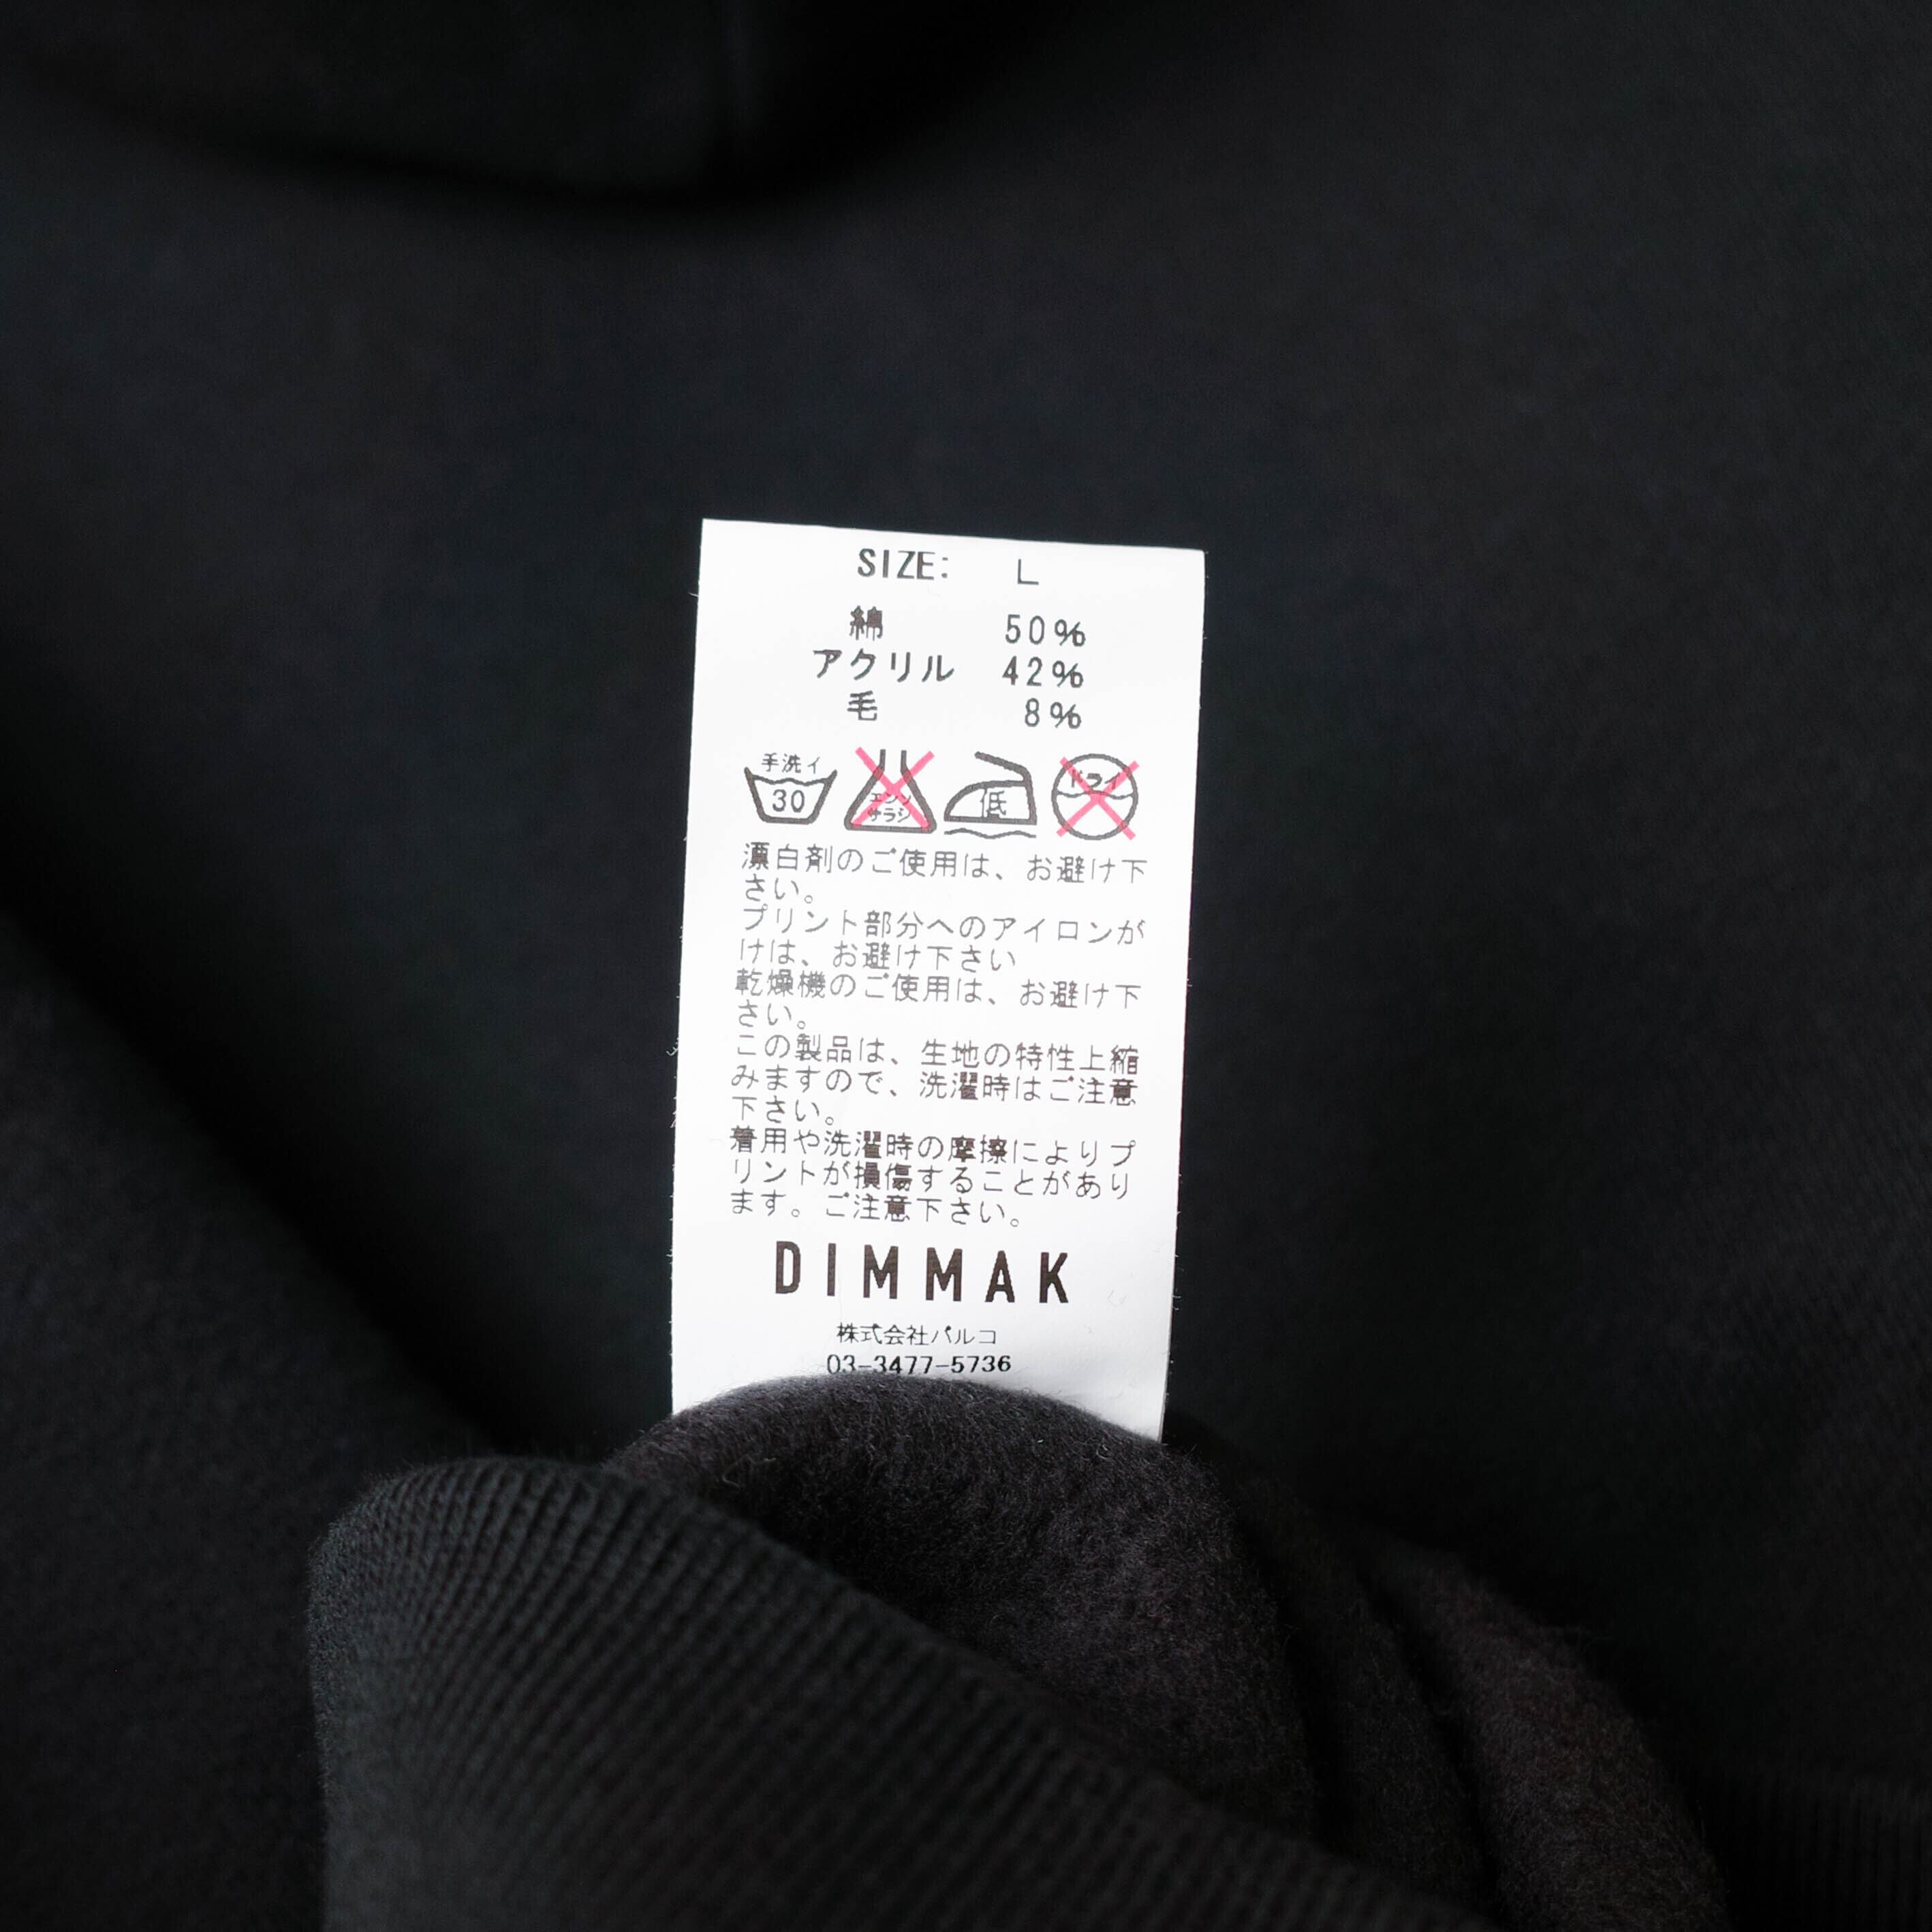 SIZE: L
綿 50%
アクリル 42%
毛 8%
手洗イ
30
エンソ
サラシ
低
ドライ
漂白剤のご使用は、お避け下
さい。
プリント部分へのアイロンが
けは、お避け下さい
乾燥機のご使用は、お避け下
さい。
この製品は、生地の特性上縮
みますので、洗濯時はご注意
下さい。
着用や洗濯時の摩擦によりプ
リントが損傷することがあり
ます。ご注意下さい。
DIMMAK
株式会社パルコ
03-3477-5736